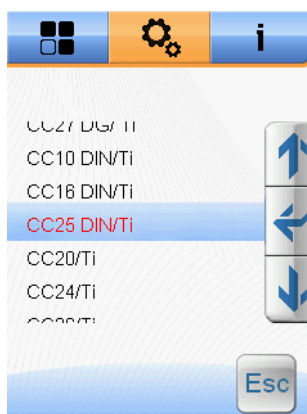 i
CC10 DIN/Ti
CC16 DIN/Ti
CC25 DIN/Ti
CC20/Ti
CC24/Ti
Esc